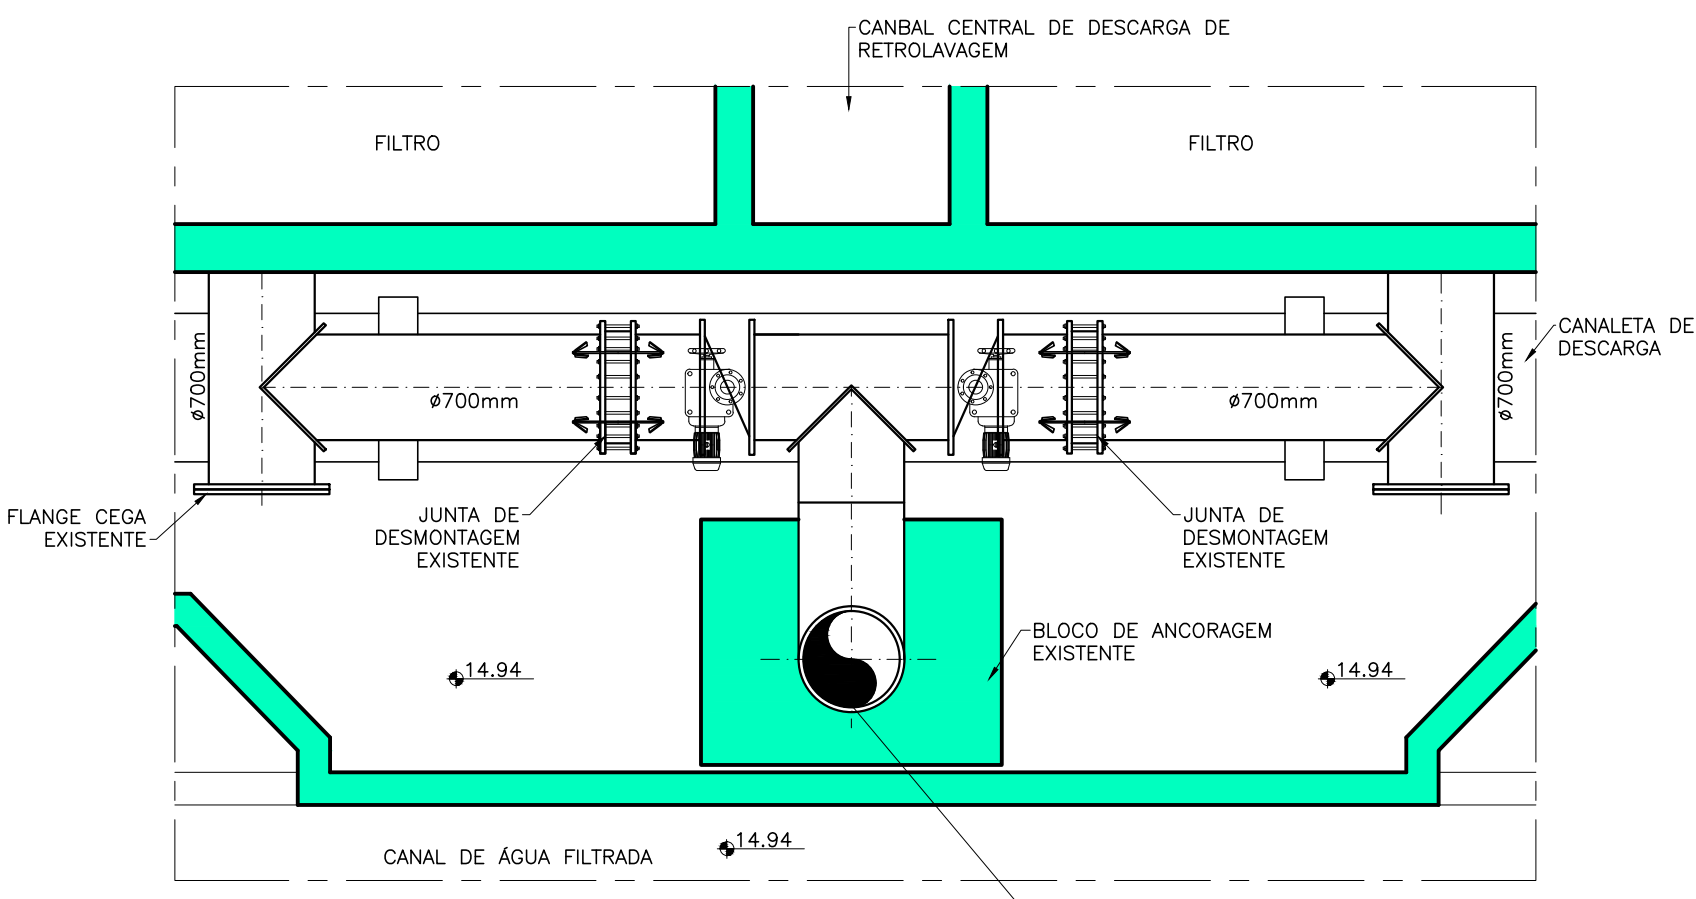 CANBAL CENTRAL DE DESCARGA DE
RETROLAVAGEM
FILTRO
FILTRO
CANALETA DE
DESCARGA
ø700mm
ø700mm
ø700mm
ø700mm
FLANGE CEGA
EXISTENTE
JUNTA DE
DESMONTAGEM
EXISTENTE
JUNTA DE
DESMONTAGEM
EXISTENTE
BLOCO DE ANCORAGEM
EXISTENTE
14.94
14.94
14.94
CANAL DE ÁGUA FILTRADA